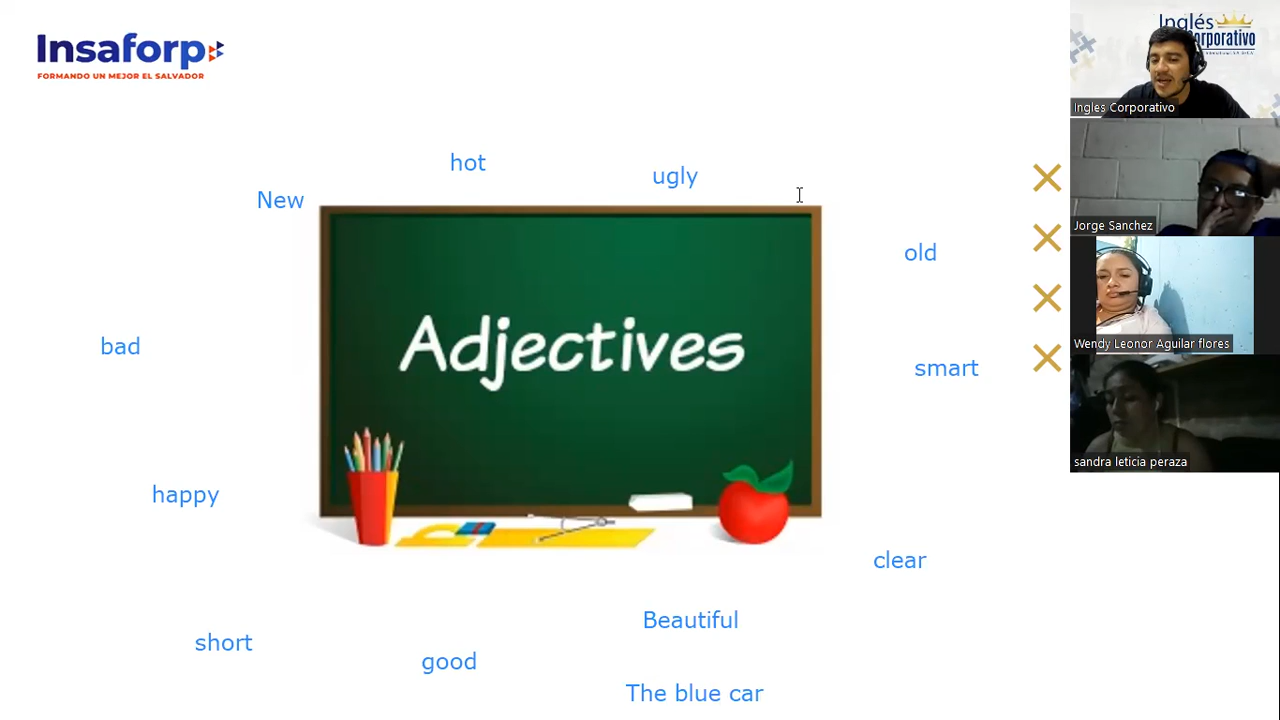 Insaforp
FORMANDO UN MEJOR EL SALVADOR
Inglés
Corporativo
Ingles Corporativo
hot
ugly
New
Jorge Sanchez
old
bad
Adjectives
Wendy Leonor Aguilar flores
smart
sandra leticia peraza
happy
clear
Beautiful
short
good
The blue car